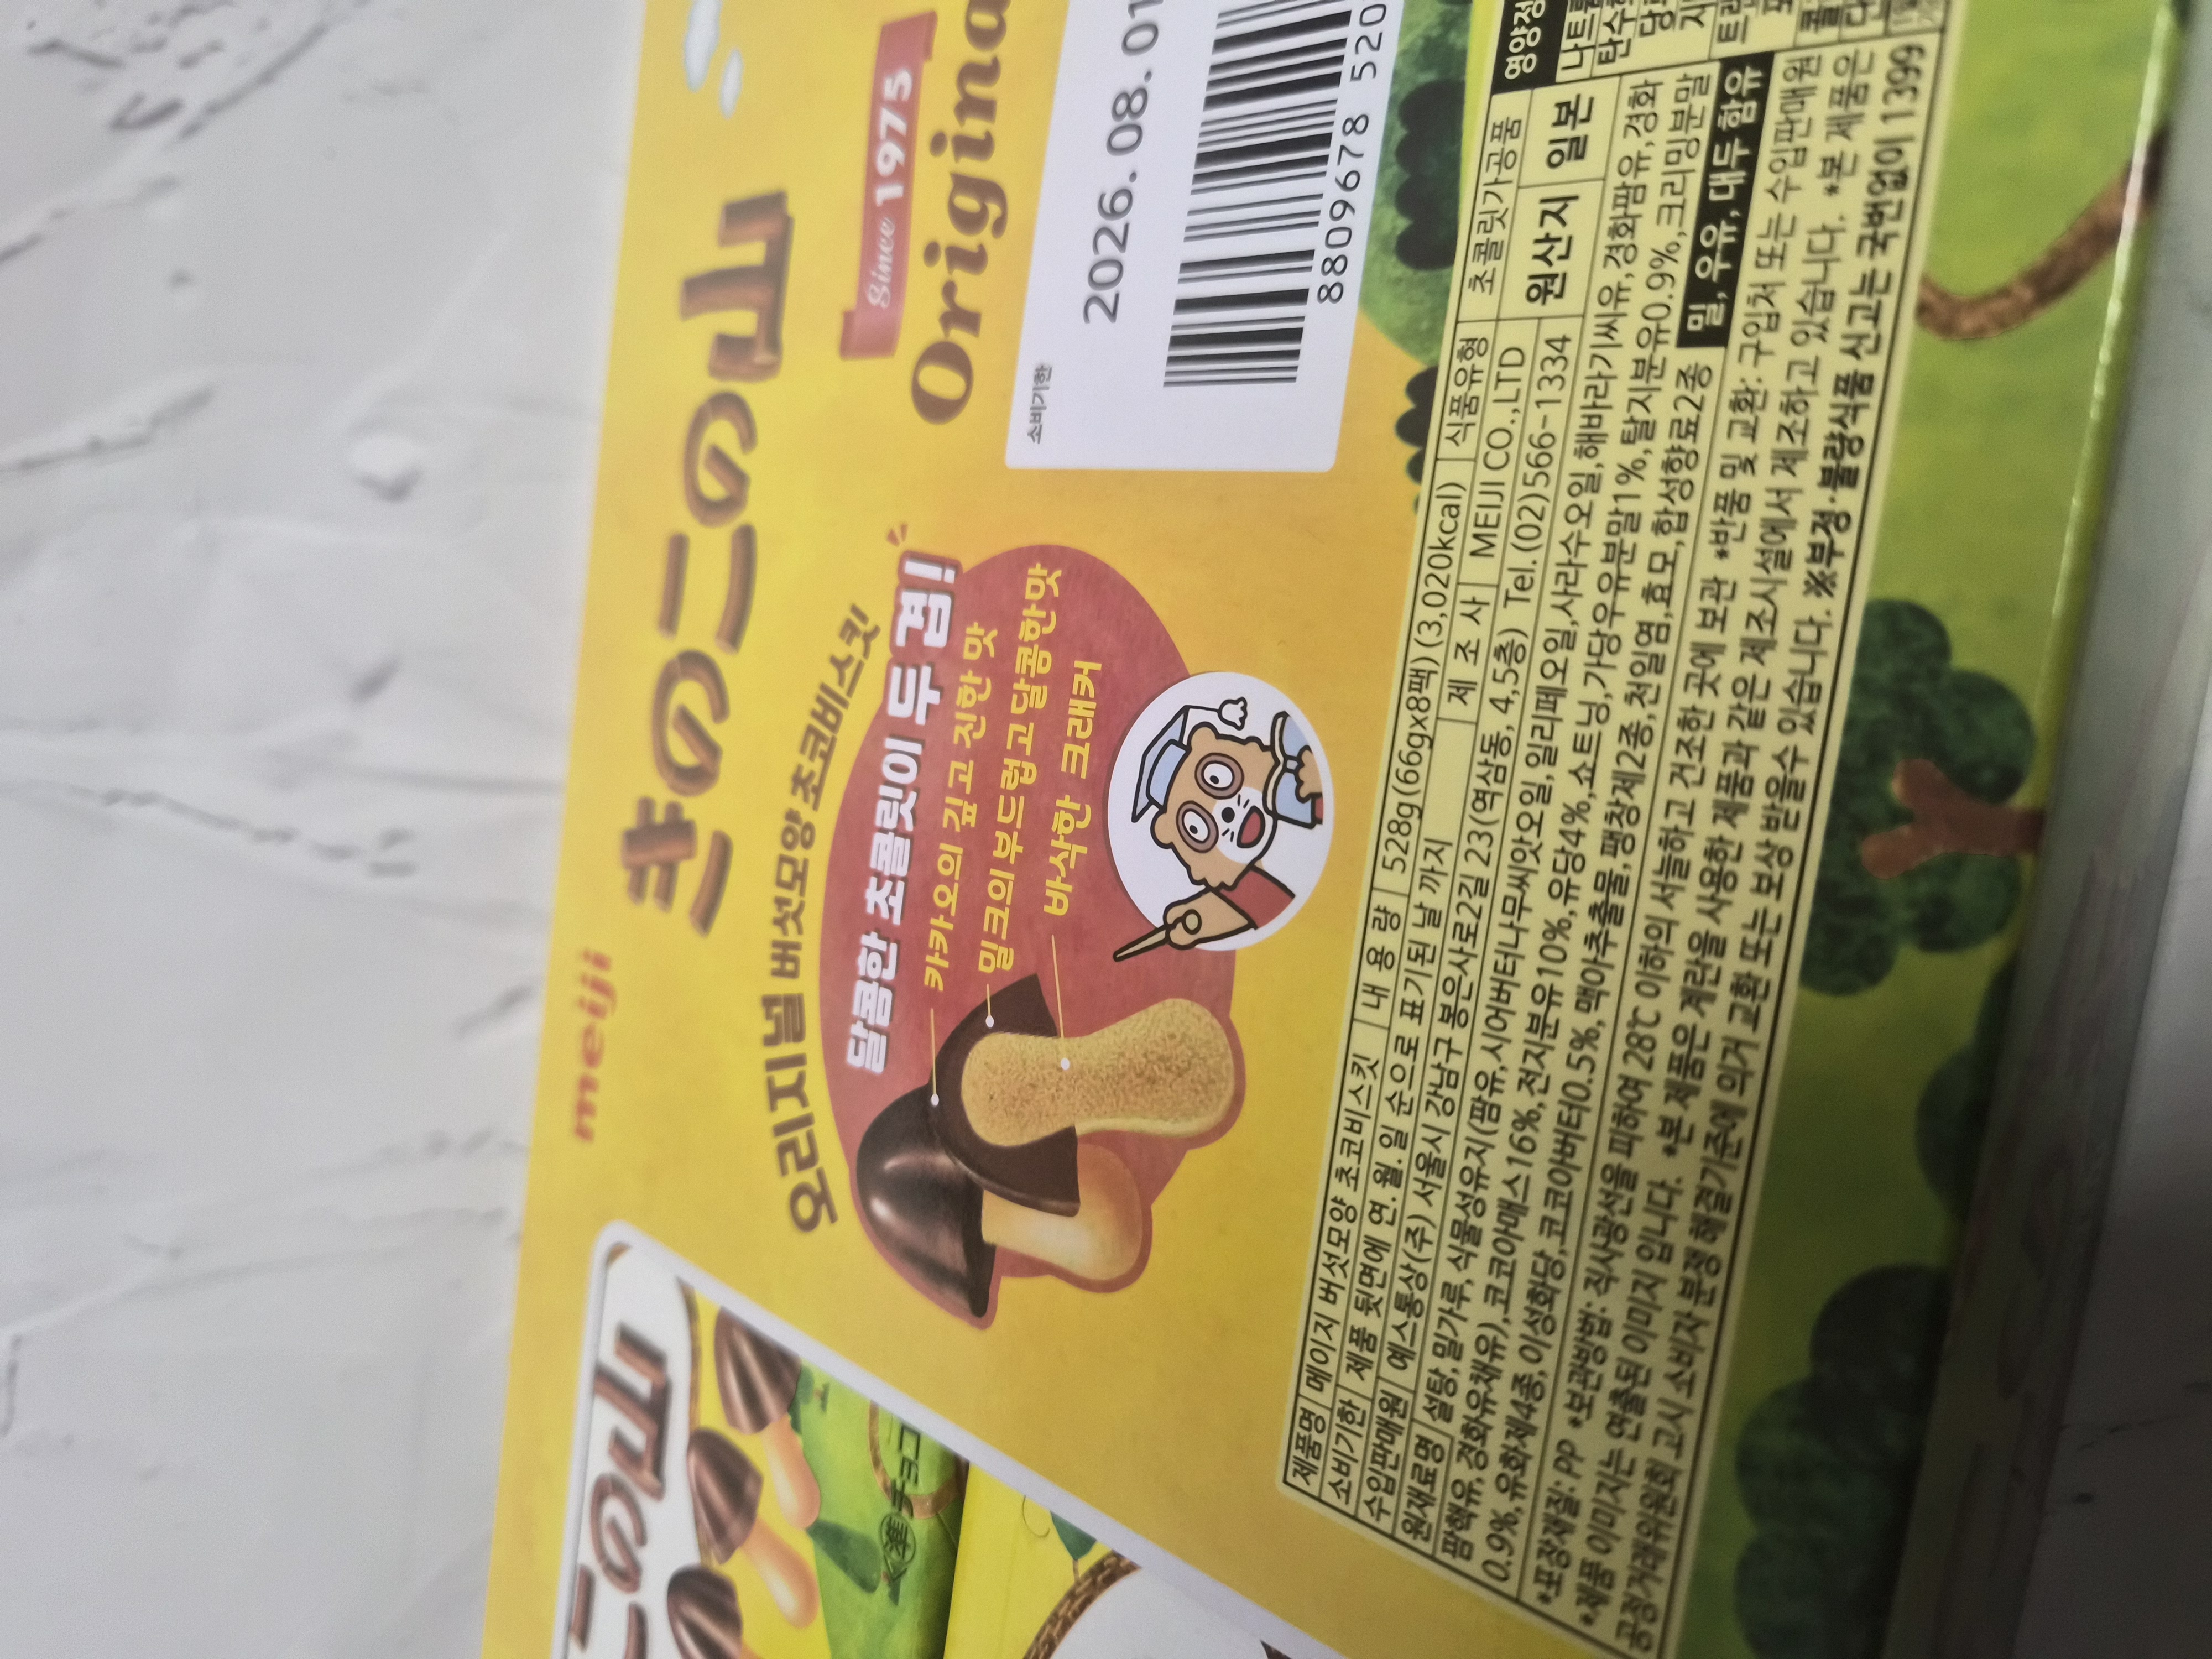 meiji
きのこの山
Since 1975
오리지널 버섯모양 초코비스킷
Origina
달콤한 초콜릿이 두 겹!
카카오의 깊고 진한 맛
밀크의 부드럽고 달콤한맛
바삭한 크래커
소비기한
2026.08.01
8809678 520
この山
準チョコ
제품명 메이지 버섯모양 초코비스킷 내 용 량 528g(66gx8팩) (3,020kcal) 식품유형 초콜릿가공품
소비기한 제품 뒷면에 연.월.일 순으로 표기된 날 까지 제 조 사 MEIJI CO.,LTD 원산지 일본
수입판매원 예스통상(주) 서울시 강남구 봉은사로2길 23(역삼동, 4,5층) Tel.(02)566-1334
원재료명 설탕,밀가루,식물성유지(팜유,시어버터나무씨앗오일,일리페오일,사라수오일,해바라기씨유,경화팜유,경화
팜핵유,경화유채유),코코아매스16%,전지분유10%,유당4%,쇼트닝,가당우유분말1%,탈지분유0.9%,크리밍분말
0.9%,유화제4종,이성화당,코코아버터0.5%,맥아추출물,팽창제2종,천일염,효모,합성향료2종 밀, 우유, 대두 함유
*포장재질: PP *보관방법: 직사광선을 피하여 28℃ 이하의 서늘하고 건조한 곳에 보관 *반품 및 교환: 구입처 또는 수입판매원
*제품 이미지는 연출된 이미지 입니다. *본 제품은 계란을 사용한 제품과 같은 제조시설에서 제조하고 있습니다. *본 제품은
공정거래위원회 고시 소비자 분쟁 해결기준에 의거 교환 또는 보상 받을수 있습니다. ※부정·불량식품 신고는 국번없이 1399
영양정
나트륨
탄수화
당
지
트
포
콜